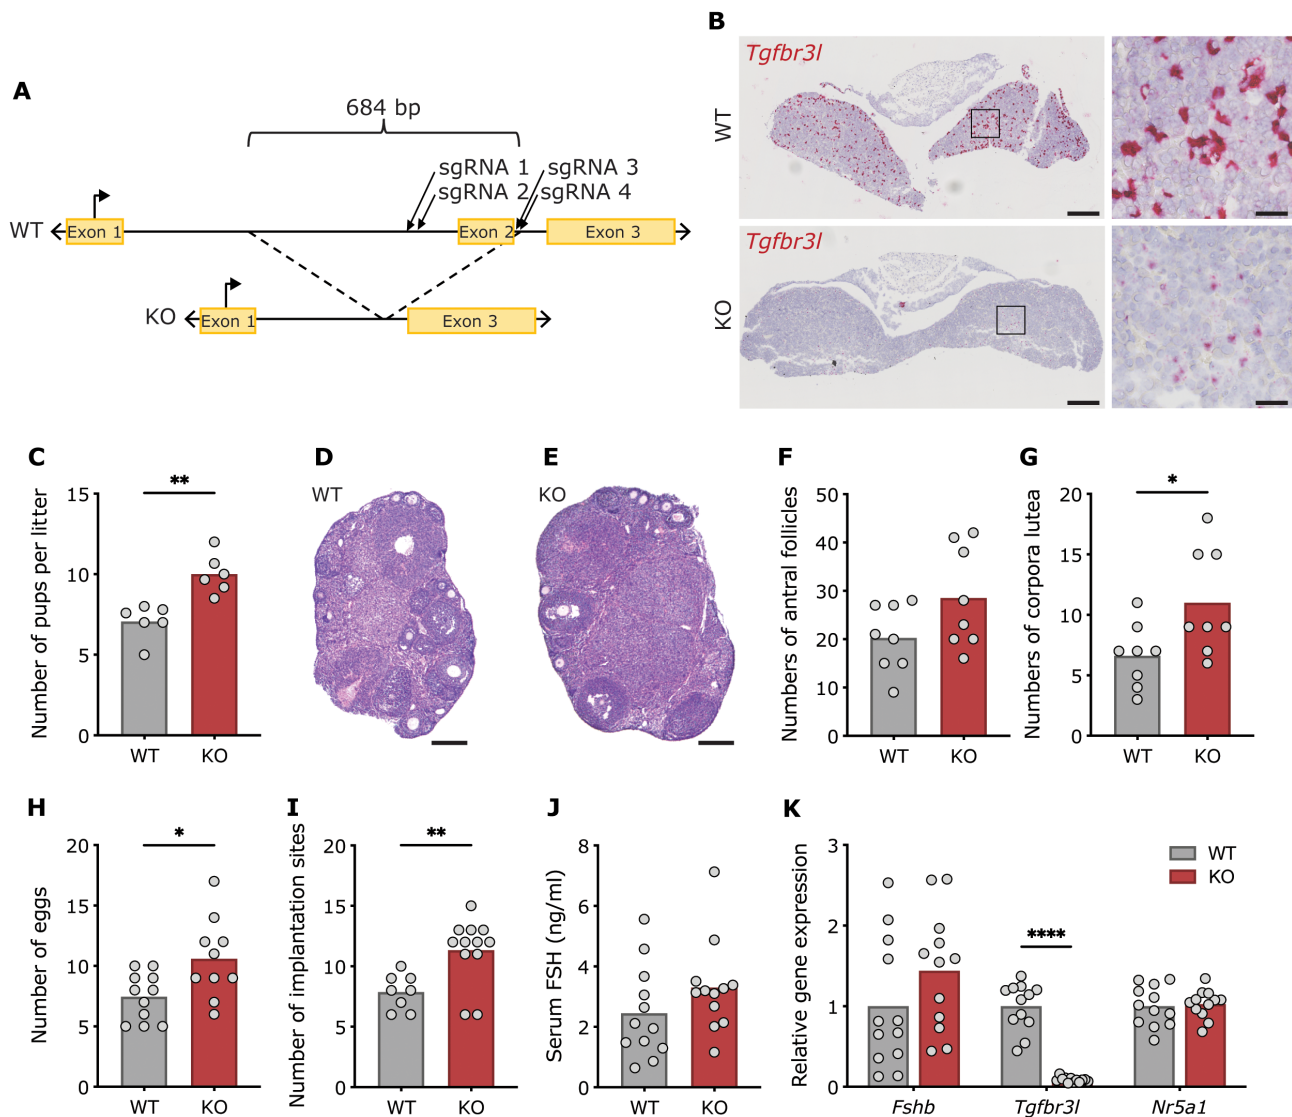 A
684 bp
sgRNA 1
sgRNA 3
sgRNA 2
sgRNA 4
WT
Exon 1
Exon 2
Exon 3
KO
Exon 1
Exon 3
B
Tgfbr3l
WT
Tgfbr3l
KO
C
Number of pups per litter
15
10
5
0
**
WT
KO
D
WT
E
KO
F
Numbers of antral follicles
50
40
30
20
10
0
WT
KO
G
Numbers of corpora lutea
20
15
10
5
0
*
WT
KO
H
Number of eggs
20
15
10
5
0
*
WT
KO
I
Number of implantation sites
20
15
10
5
0
**
WT
KO
J
Serum FSH (ng/ml)
8
6
4
2
0
WT
KO
K
Relative gene expression
3
2
1
0
****
WT
KO
Fshb
Tgfbr3l
Nr5a1